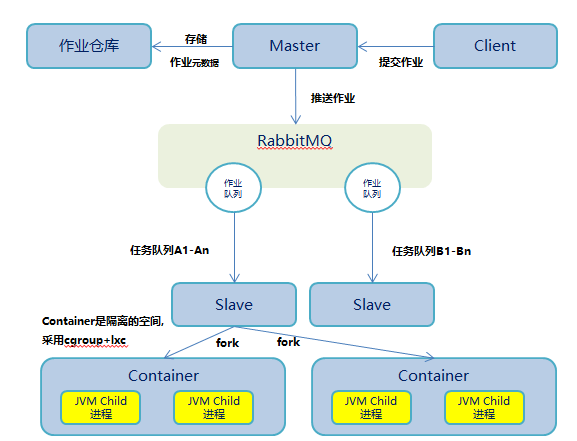 作业仓库
存储
作业元数据
Master
提交作业
Client
推送作业
RabbitMQ
作业
队列
作业
队列
任务队列A1-An
任务队列B1-Bn
Slave
Slave
Container是隔离的空间,
采用cgroup+lxc
fork
fork
Container
Container
JVM Child
进程
JVM Child
进程
JVM Child
进程
JVM Child
进程